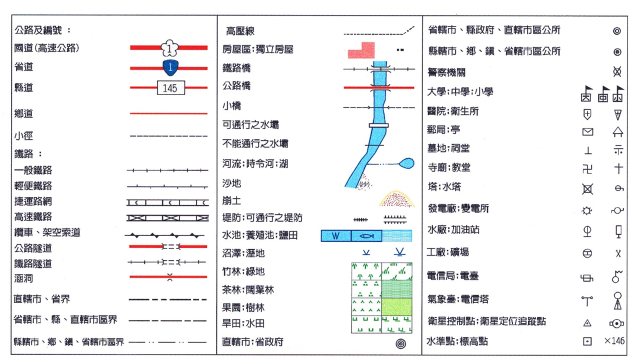 公路及編號：
國道(高速公路)
1
省道
1
縣道
145
鄉道
小徑
鐵路：
一般鐵路
輕便鐵路
捷運路網
高速鐵路
纜車、架空索道
公路隧道
鐵路隧道
涵洞
直轄市、省界
省轄市、縣、直轄市區界
縣轄市、鄉、鎮、省轄市區界
高壓線
房屋區;獨立房屋
鐵路橋
公路橋
小橋
可通行之水壩
不能通行之水壩
河流;時令河;湖
沙地
崩土
堤防;可通行之堤防
水池;養殖池;鹽田
W
沼澤;溼地
竹林;綠地
茶林;闊葉林
果園;樹林
旱田;水田
直轄市;省政府
省轄市、縣政府、直轄市區公所
縣轄市、鄉、鎮、省轄市區公所
警察機關
大學;中學;小學
醫院;衛生所
郵局;亭
墓地;祠堂
寺廟;教堂
塔;水塔
發電廠;變電所
水廠;加油站
工廠;礦場
電信局;電臺
氣象臺;電信塔
衛星控制點;衛星定位追蹤點
水準點;標高點
×146